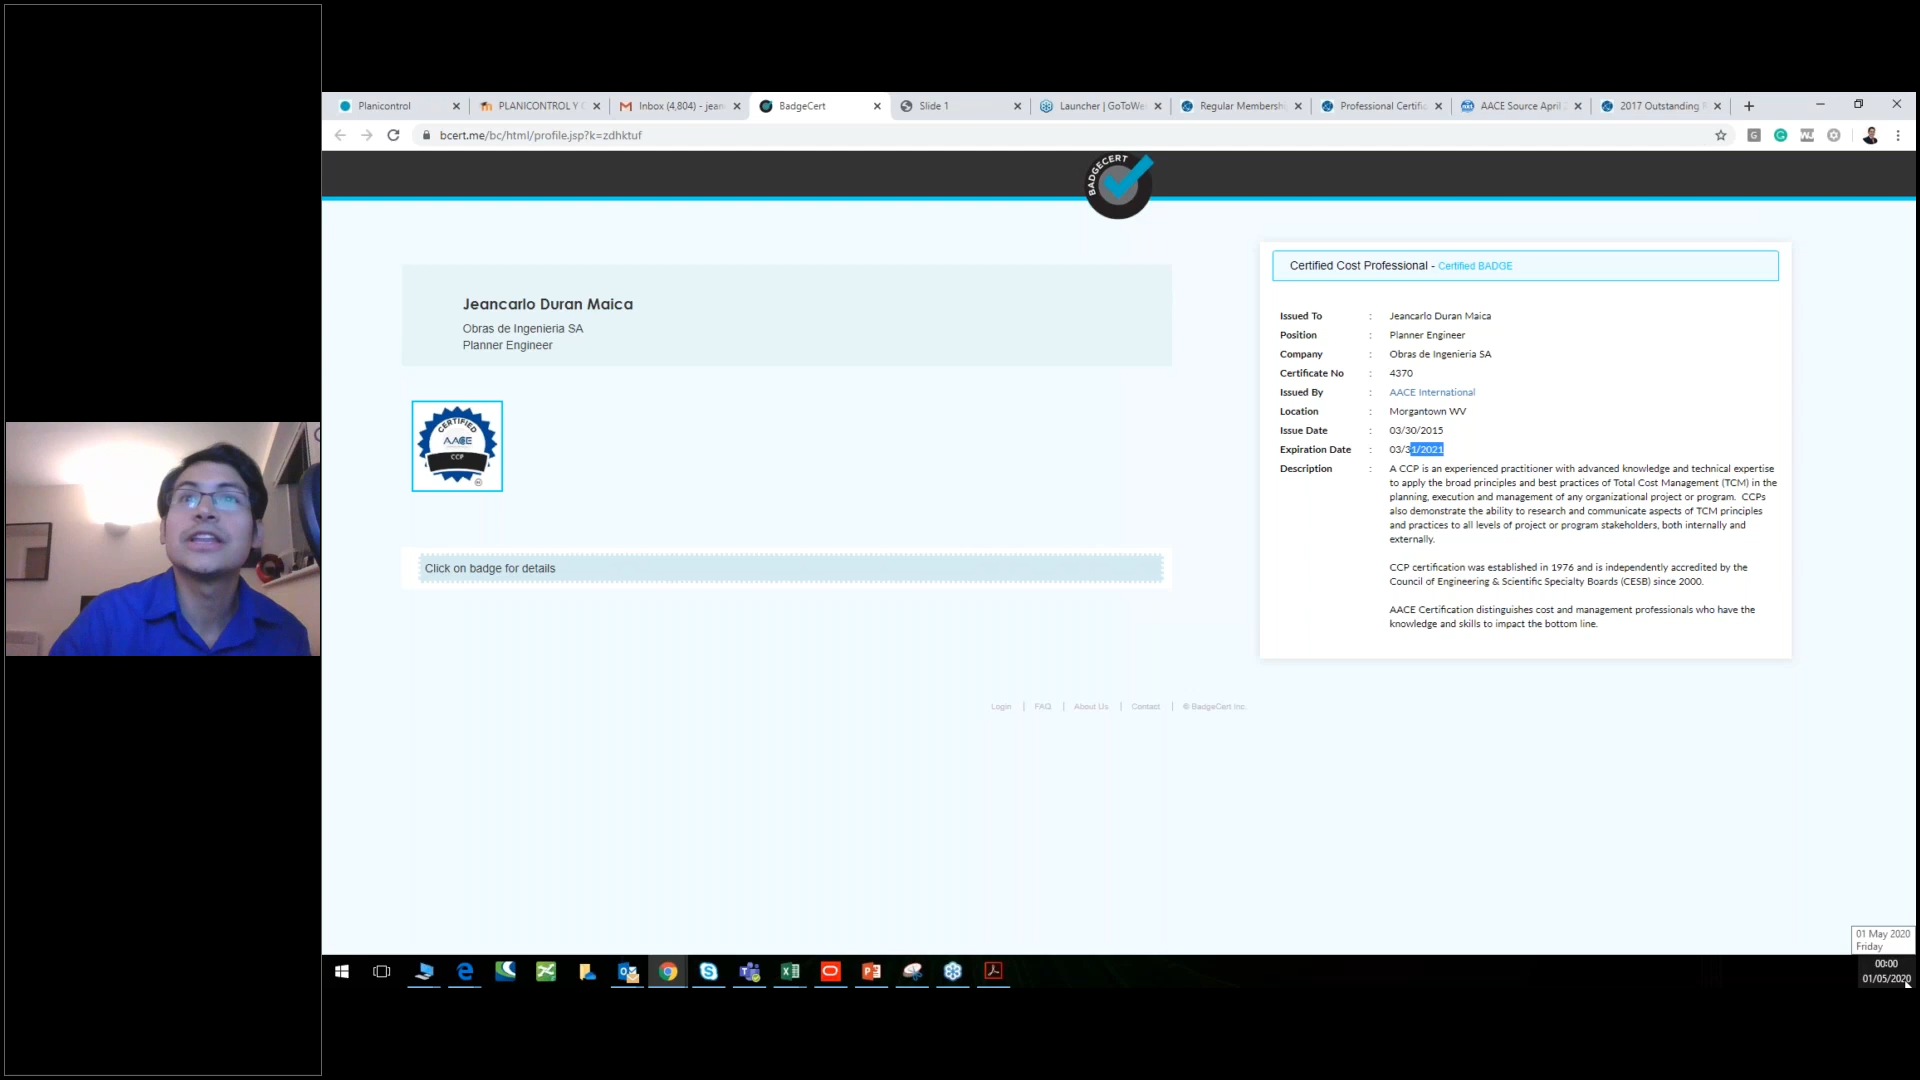 Planicontrol
PLANICONTROL Y
Inbox (4,804) - jean
BadgeCert
Slide 1
Launcher | GoToWe
Regular Membersh
Professional Certific
AACE Source April
2017 Outstanding
bcert.me/bc/html/profile.jsp?k=zdhktuf
BADGECERT
Jeancarlo Duran Maica
Obras de Ingenieria SA
Planner Engineer
CERTIFIED
AACE
CCP
Click on badge for details
Certified Cost Professional - Certified BADGE
Issued To : Jeancarlo Duran Maica
Position : Planner Engineer
Company : Obras de Ingenieria SA
Certificate No : 4370
Issued By : AACE International
Location : Morgantown WV
Issue Date : 03/30/2015
Expiration Date : 03/31/2021
Description : A CCP is an experienced practitioner with advanced knowledge and technical expertise
to apply the broad principles and best practices of Total Cost Management (TCM) in the
planning, execution and management of any organizational project or program. CCPs
also demonstrate the ability to research and communicate aspects of TCM principles
and practices to all levels of project or program stakeholders, both internally and
externally.
CCP certification was established in 1976 and is independently accredited by the
Council of Engineering & Scientific Specialty Boards (CESB) since 2000.
AACE Certification distinguishes cost and management professionals who have the
knowledge and skills to impact the bottom line.
Login | FAQ | About Us | Contact | © BadgeCert Inc.
01 May 2020
Friday
00:00
01/05/2020